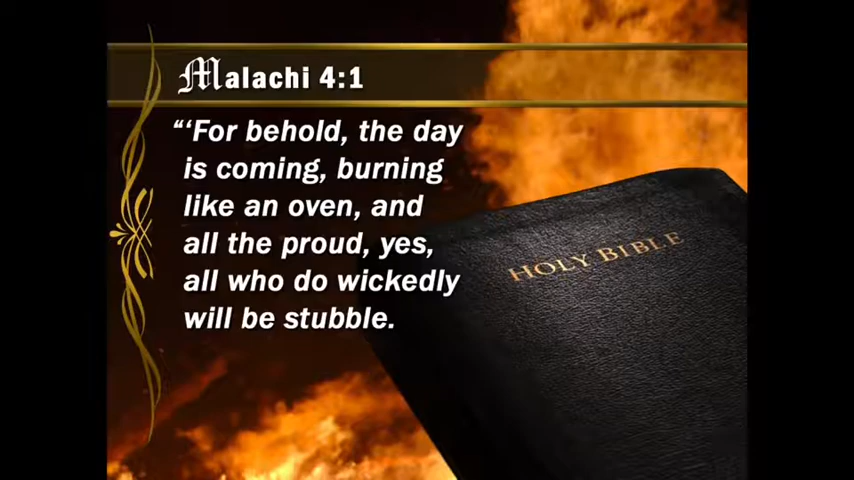 Malachi 4:1
“‘For behold, the day
is coming, burning
like an oven, and
all the proud, yes,
all who do wickedly
will be stubble.
HOLY BIBLE